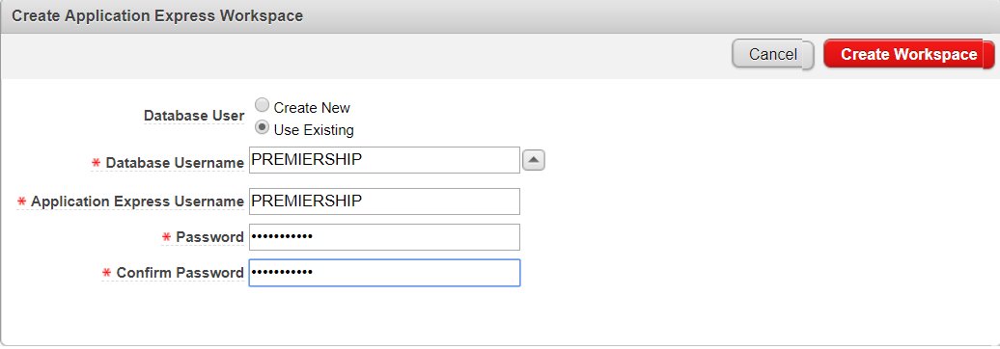 Create Application Express Workspace
Cancel Create Workspace
Database User Create New
Use Existing
* Database Username PREMIERSHIP
* Application Express Username PREMIERSHIP
* Password •••••••••••
* Confirm Password •••••••••••